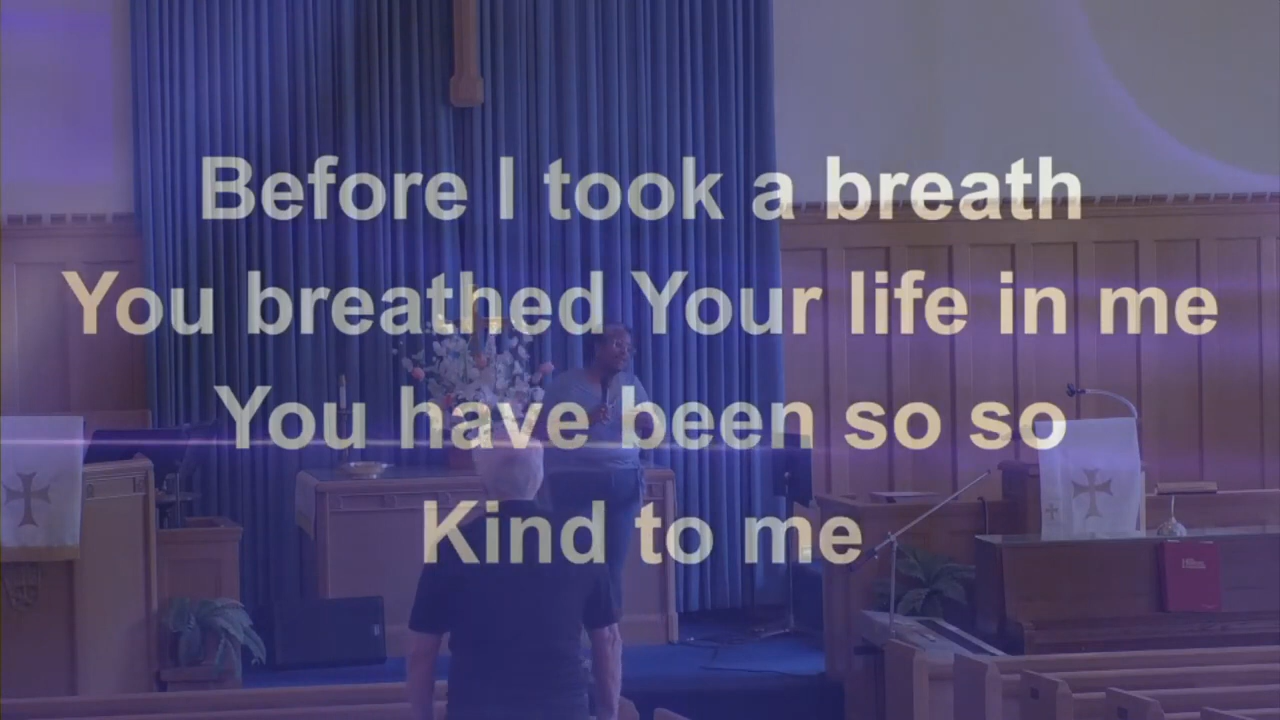 Before I took a breath
You breathed Your life in me
You have been so so
Kind to me